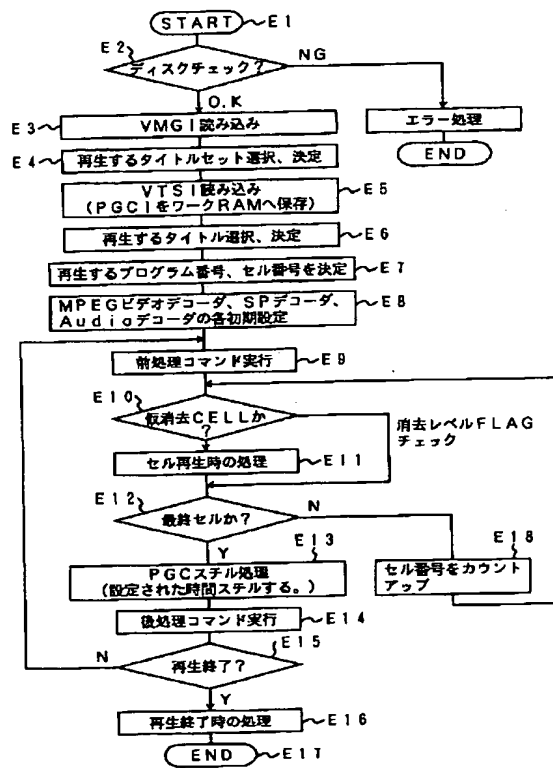 START
E1
E2
ディスクチェック?
NG
O.K
E3
VMGI読み込み
エラー処理
END
E4
再生するタイトルセット選択、決定
VTSI読み込み
(PGCIをワークRAMへ保存)
E5
再生するタイトル選択、決定
E6
再生するプログラム番号、セル番号を決定
E7
MPEGビデオデコーダ、SPデコーダ、
Audioデコーダの各初期設定
E8
前処理コマンド実行
E9
E10
仮消去CELLか
?
消去レベルFLAG
チェック
セル再生時の処理
E11
E12
最終セルか?
N
Y
E13
E18
PGCスチル処理
(設定された時間スチルする。)
セル番号をカウント
アップ
後処理コマンド実行
E14
E15
N
再生終了?
Y
再生終了時の処理
E16
END
E17